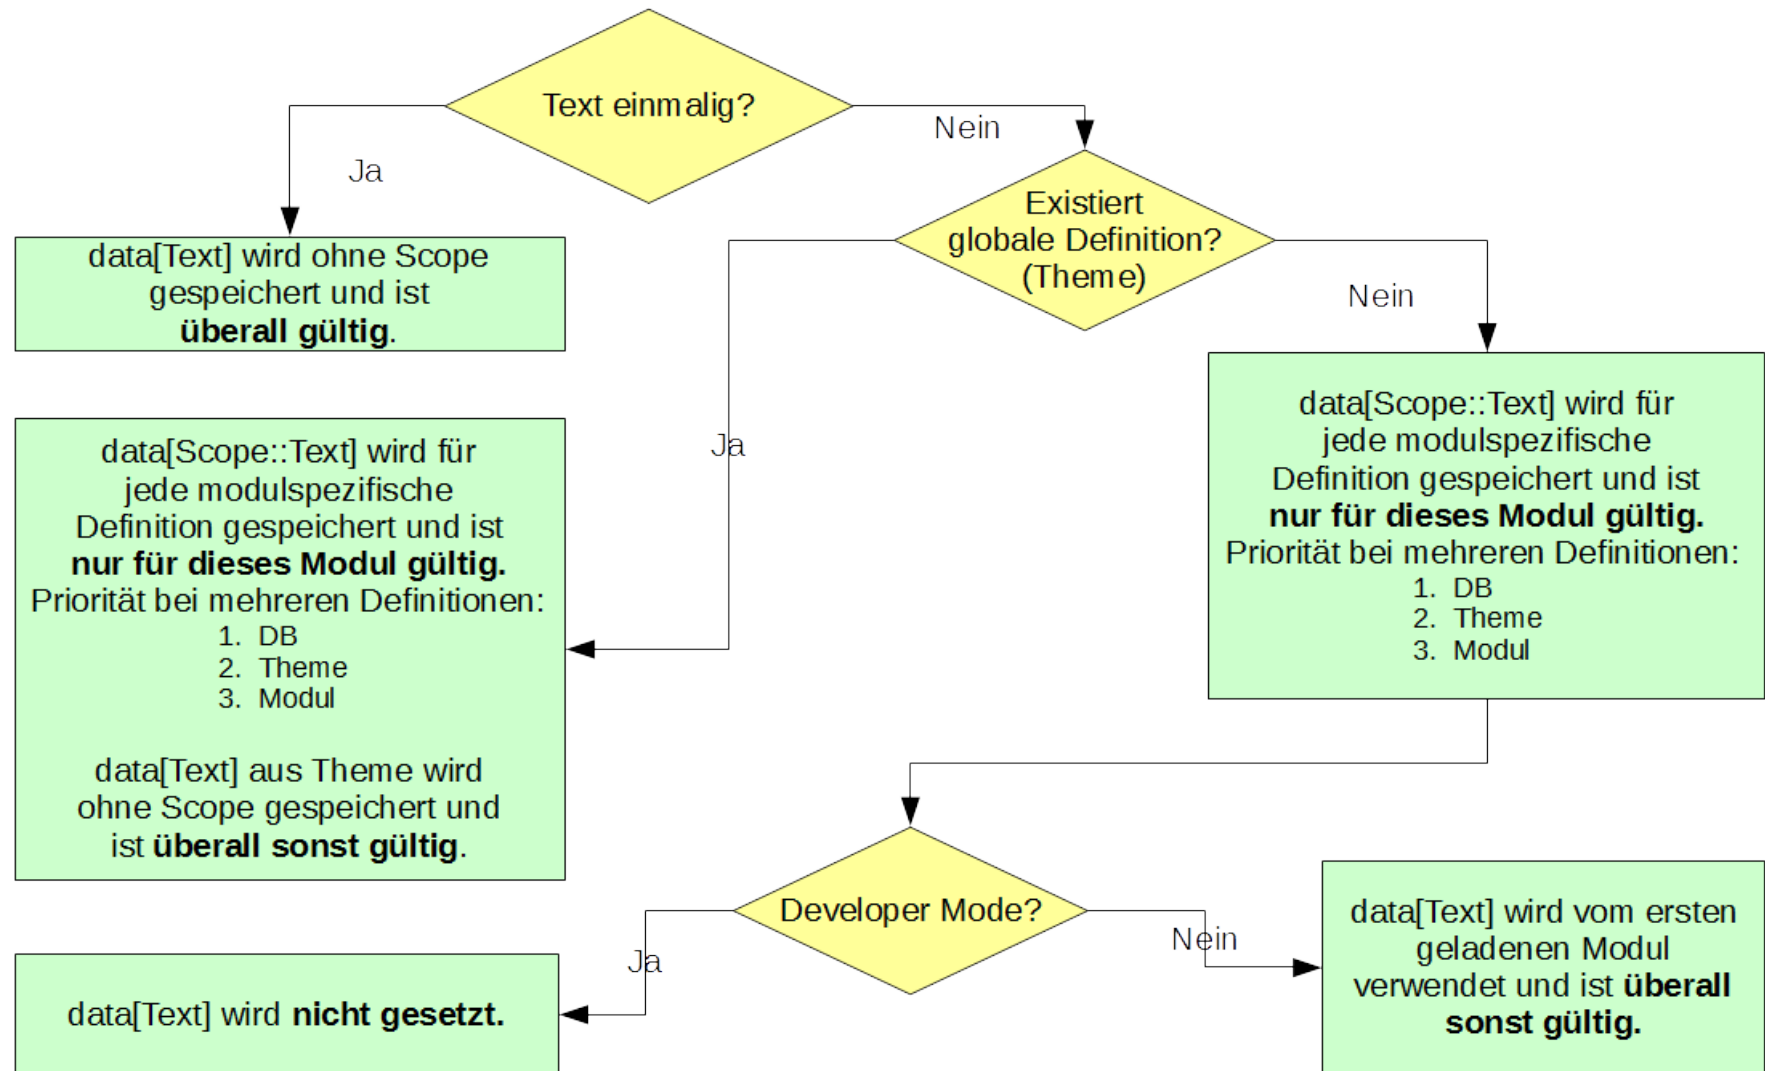 Text einmalig?
Nein
Ja
Existiert
globale Definition?
(Theme)
data[Text] wird ohne Scope
gespeichert und ist
überall gültig.
Nein
Ja
data[Scope::Text] wird für
jede modulspezifische
Definition gespeichert und ist
nur für dieses Modul gültig.
Priorität bei mehreren Definitionen:
1. DB
2. Theme
3. Modul
data[Text] aus Theme wird
ohne Scope gespeichert und
ist überall sonst gültig.
data[Scope::Text] wird für
jede modulspezifische
Definition gespeichert und ist
nur für dieses Modul gültig.
Priorität bei mehreren Definitionen:
1. DB
2. Theme
3. Modul
Developer Mode?
Ja
Nein
data[Text] wird nicht gesetzt.
data[Text] wird vom ersten
geladenen Modul
verwendet und ist überall
sonst gültig.